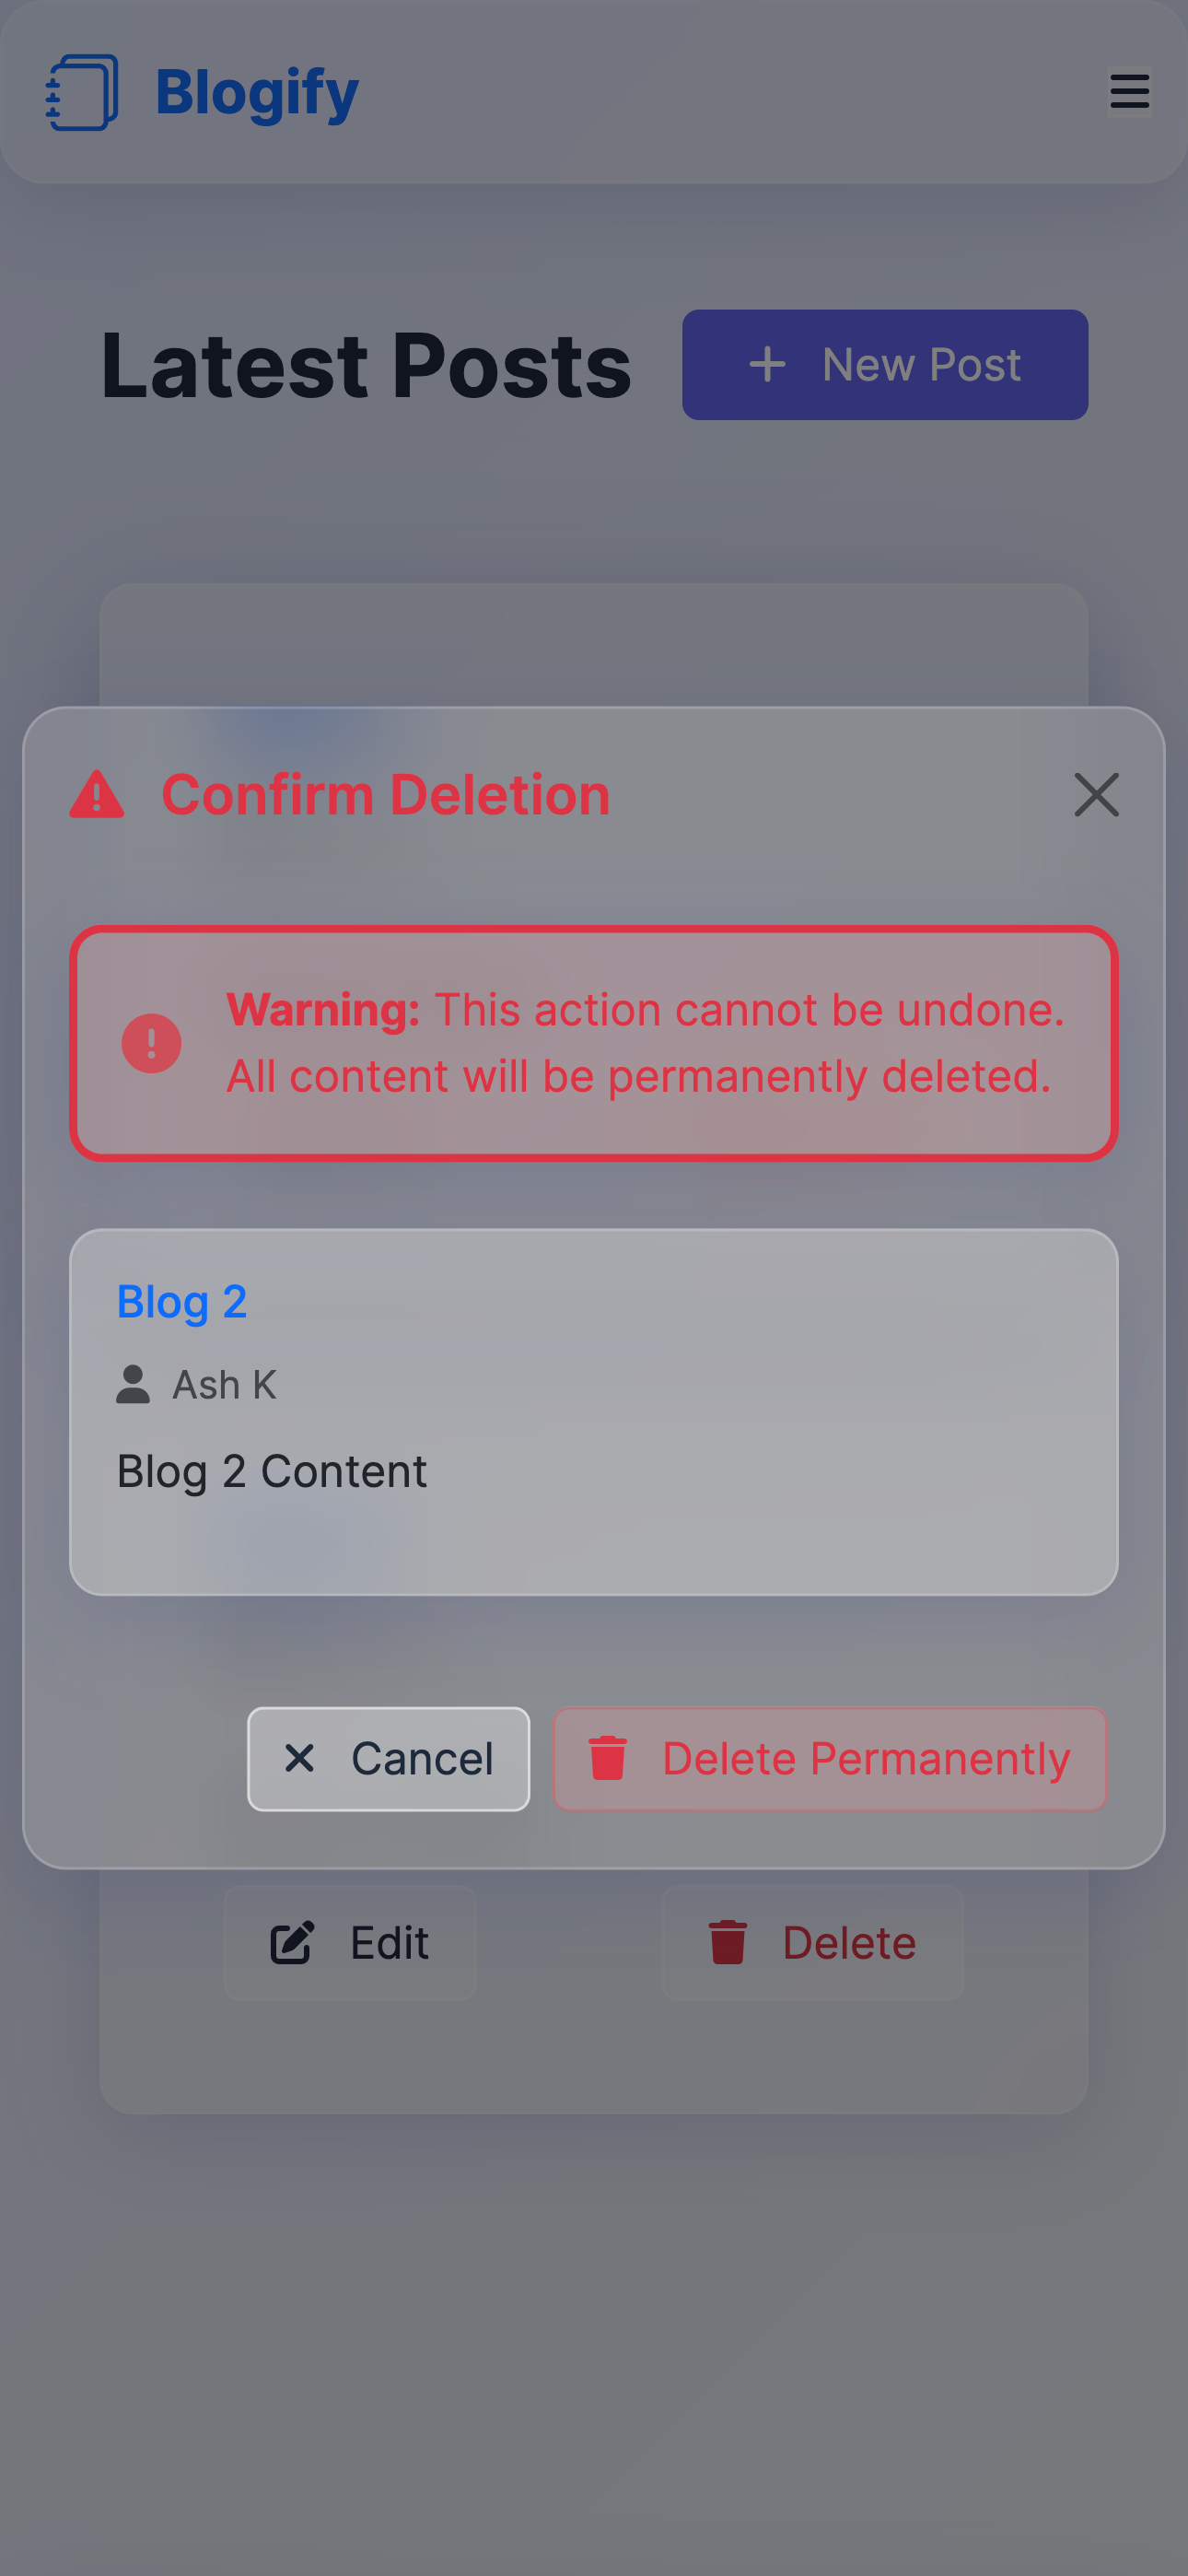 Blogify
Latest Posts
New Post
Confirm Deletion
Warning: This action cannot be undone.
All content will be permanently deleted.
Blog 2
Ash K
Blog 2 Content
Cancel
Delete Permanently
Edit
Delete